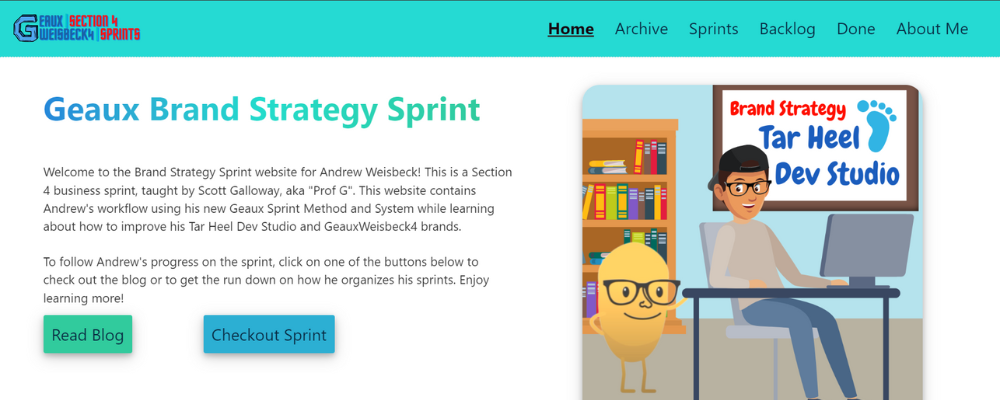 GEAUX | SECTION 4
WEISBECK4 | SPRINTS
Home Archive Sprints Backlog Done About Me
Geaux Brand Strategy Sprint
Welcome to the Brand Strategy Sprint website for Andrew Weisbeck! This is a Section
4 business sprint, taught by Scott Galloway, aka "Prof G". This website contains
Andrew's workflow using his new Geaux Sprint Method and System while learning
about how to improve his Tar Heel Dev Studio and GeauxWeisbeck4 brands.
To follow Andrew's progress on the sprint, click on one of the buttons below to
check out the blog or to get the run down on how he organizes his sprints. Enjoy
learning more!
Read Blog
Checkout Sprint
Brand Strategy
Tar Heel
Dev Studio